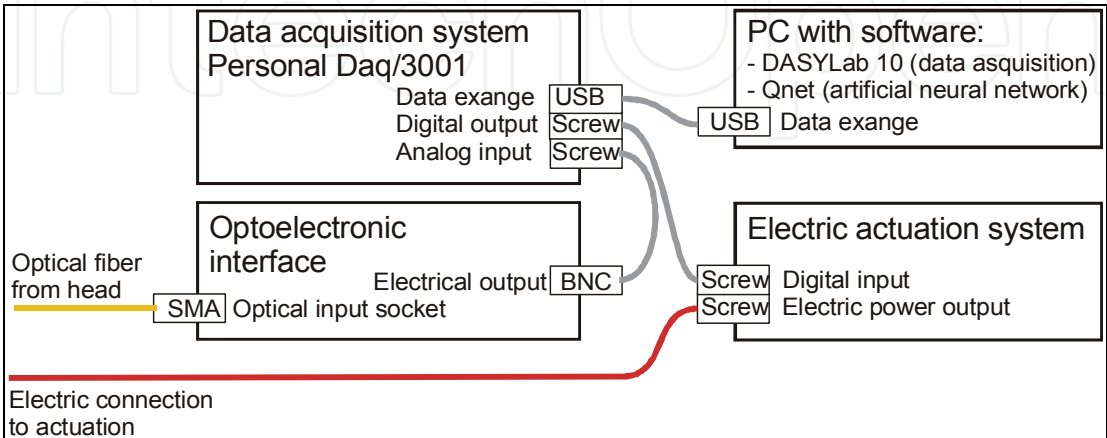 IntechOpen
Data acquisition system
Personal Daq/3001
Data exange USB
Digital output Screw
Analog input Screw
PC with software:
- DASYLab 10 (data asquisition)
- Qnet (artificial neural network)
USB Data exange
Optoelectronic
interface
Electrical output BNC
SMA Optical input socket
Optical fiber
from head
Electric actuation system
Screw Digital input
Screw Electric power output
Electric connection
to actuation